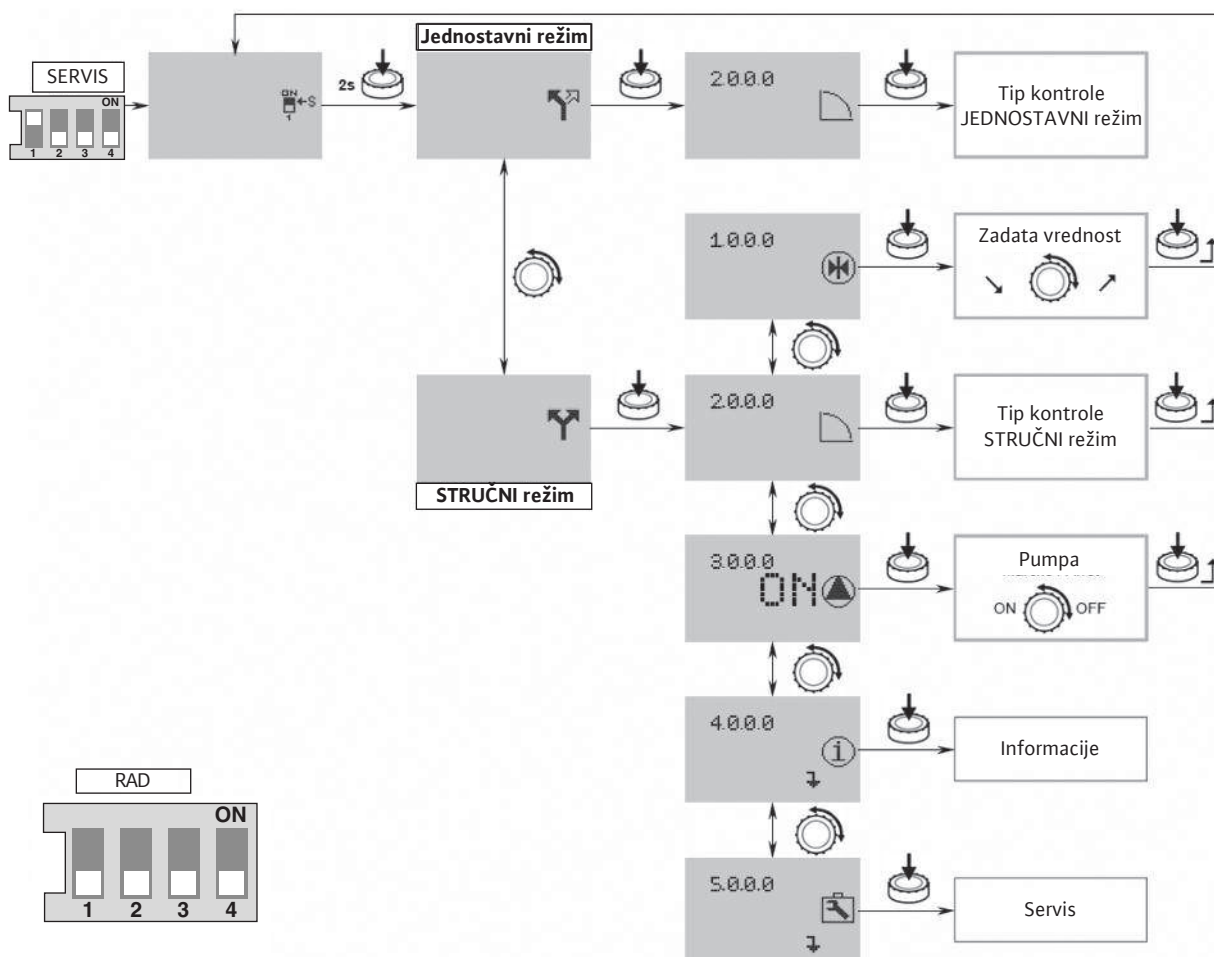 Jednostavni režim
SERVIS
ON
1 2 3 4
ON
←S
1
2s
2.0.0.0
Tip kontrole
JEDNOSTAVNI režim
1.0.0.0
Zadata vrednost
STRUČNI režim
2.0.0.0
Tip kontrole
STRUČNI režim
3.0.0.0
ON
Pumpa
ON OFF
4.0.0.0
i
Informacije
RAD
ON
1 2 3 4
5.0.0.0
Servis